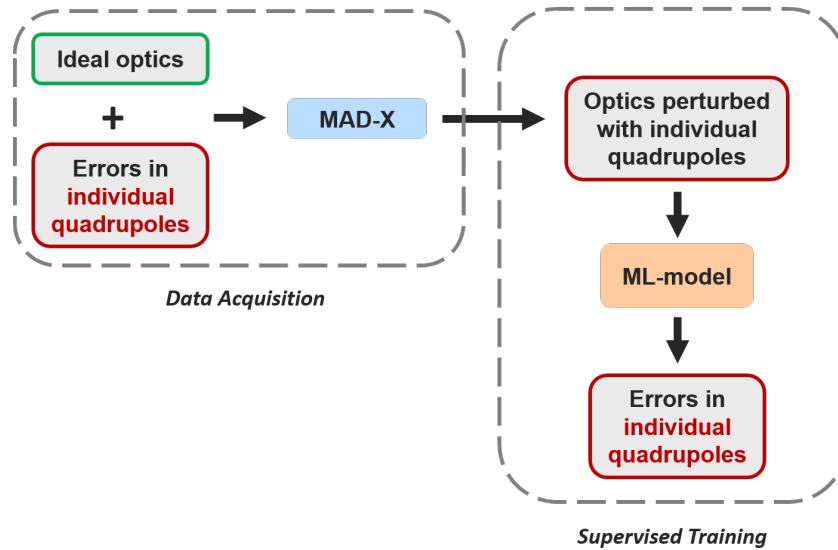 Ideal optics
+
Errors in
individual
quadrupoles
MAD-X
Data Acquisition
Optics perturbed
with individual
quadrupoles
ML-model
Errors in
individual
quadrupoles
Supervised Training